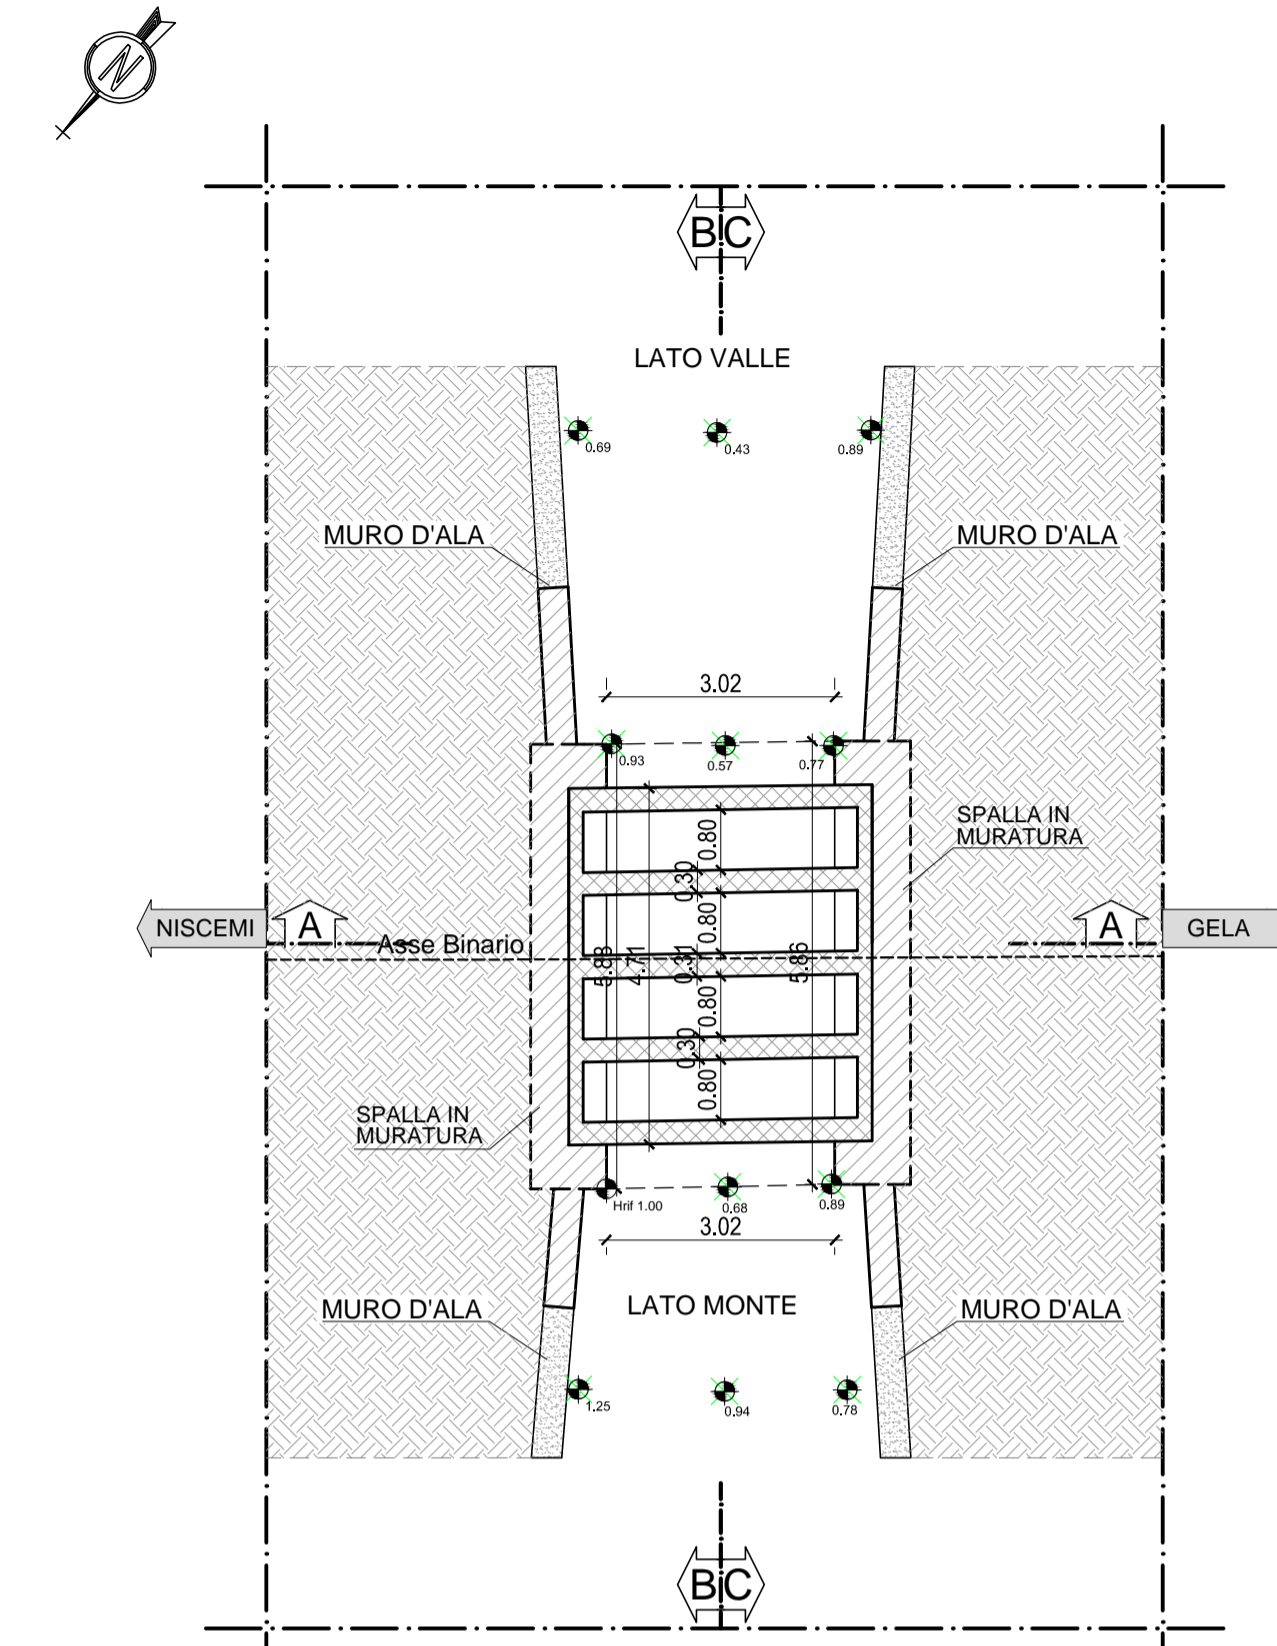 N
B C
LATO VALLE
0.69
0.43
0.89
MURO D'ALA
MURO D'ALA
3.02
0.93
0.57
0.77
SPALLA IN
MURATURA
0.80
0.30
0.80
NISCEMI
A
Asse Binario
A
GELA
5.88
4.71
0.31
5.86
0.80
0.30
0.80
SPALLA IN
MURATURA
Hrif 1.00
0.68
0.89
3.02
MURO D'ALA
LATO MONTE
MURO D'ALA
1.25
0.94
0.78
B C